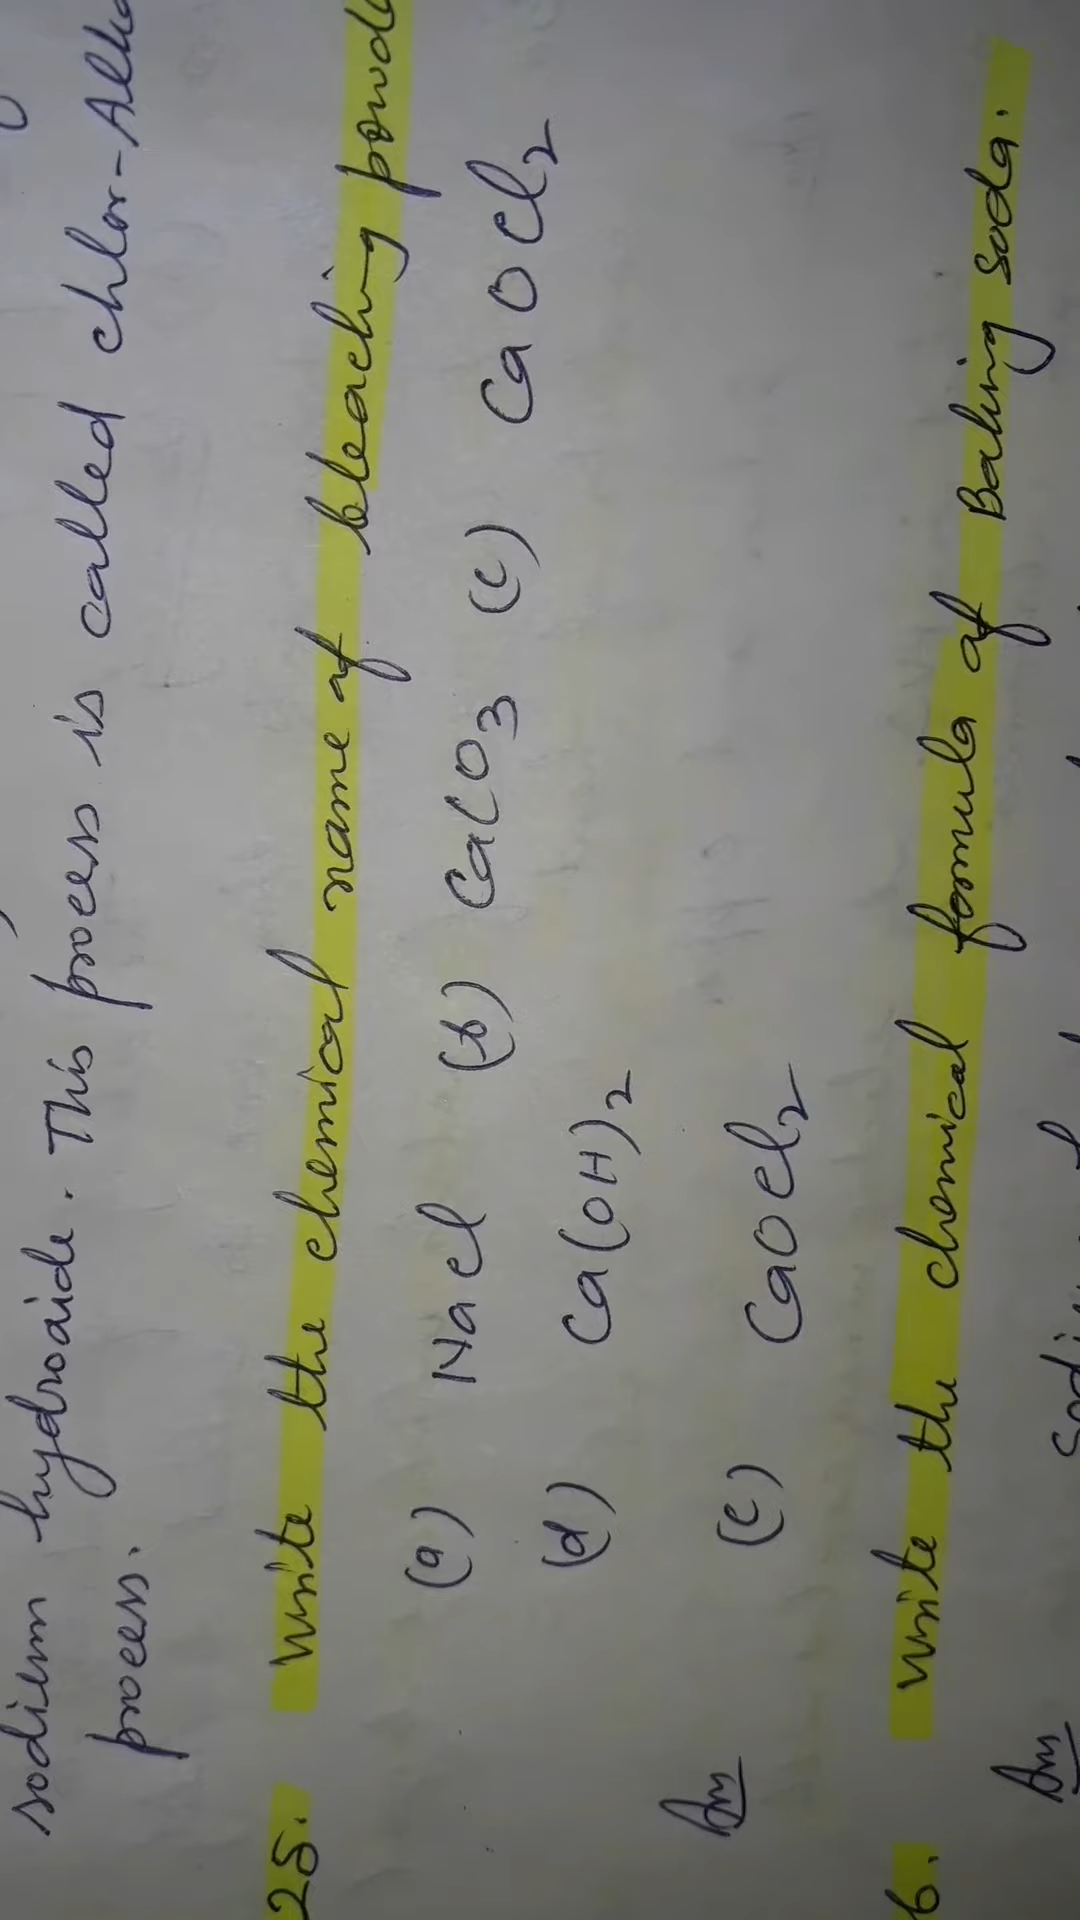 sodium hydroxide. This process is called chlor-Alka
process.
25. Write the chemical name of bleaching powd
(a) NaCl (b) CaCO3 (c) CaOCl2
(d) Ca(OH)2
Ans (c) CaOCl2
6. Write the chemical formula of Baking soda.
Ans